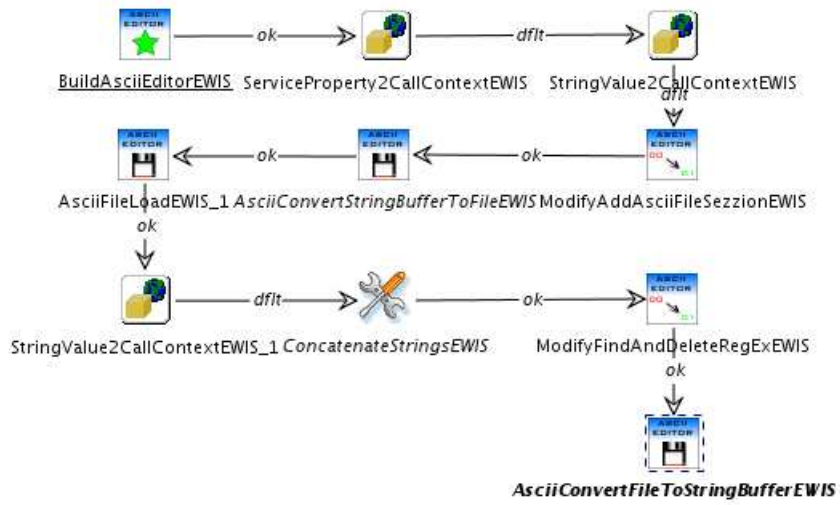 ASCII
EDITOR
ok
dflt
BuildAsciiEditorEWIS
ServiceProperty2CallContextEWIS
StringValue2CallContextEWIS
dflt
ASCII
EDITOR
ok
ASCII
EDITOR
ok
ASCII
EDITOR
AsciiFileLoadEWIS_1
AsciiConvertStringBufferToFileEWIS
ModifyAddAsciiFileSezzionEWIS
ok
dflt
ok
ASCII
EDITOR
StringValue2CallContextEWIS_1
ConcatenateStringsEWIS
ModifyFindAndDeleteRegExEWIS
ok
ASCII
EDITOR
AsciiConvertFileToStringBufferEWIS